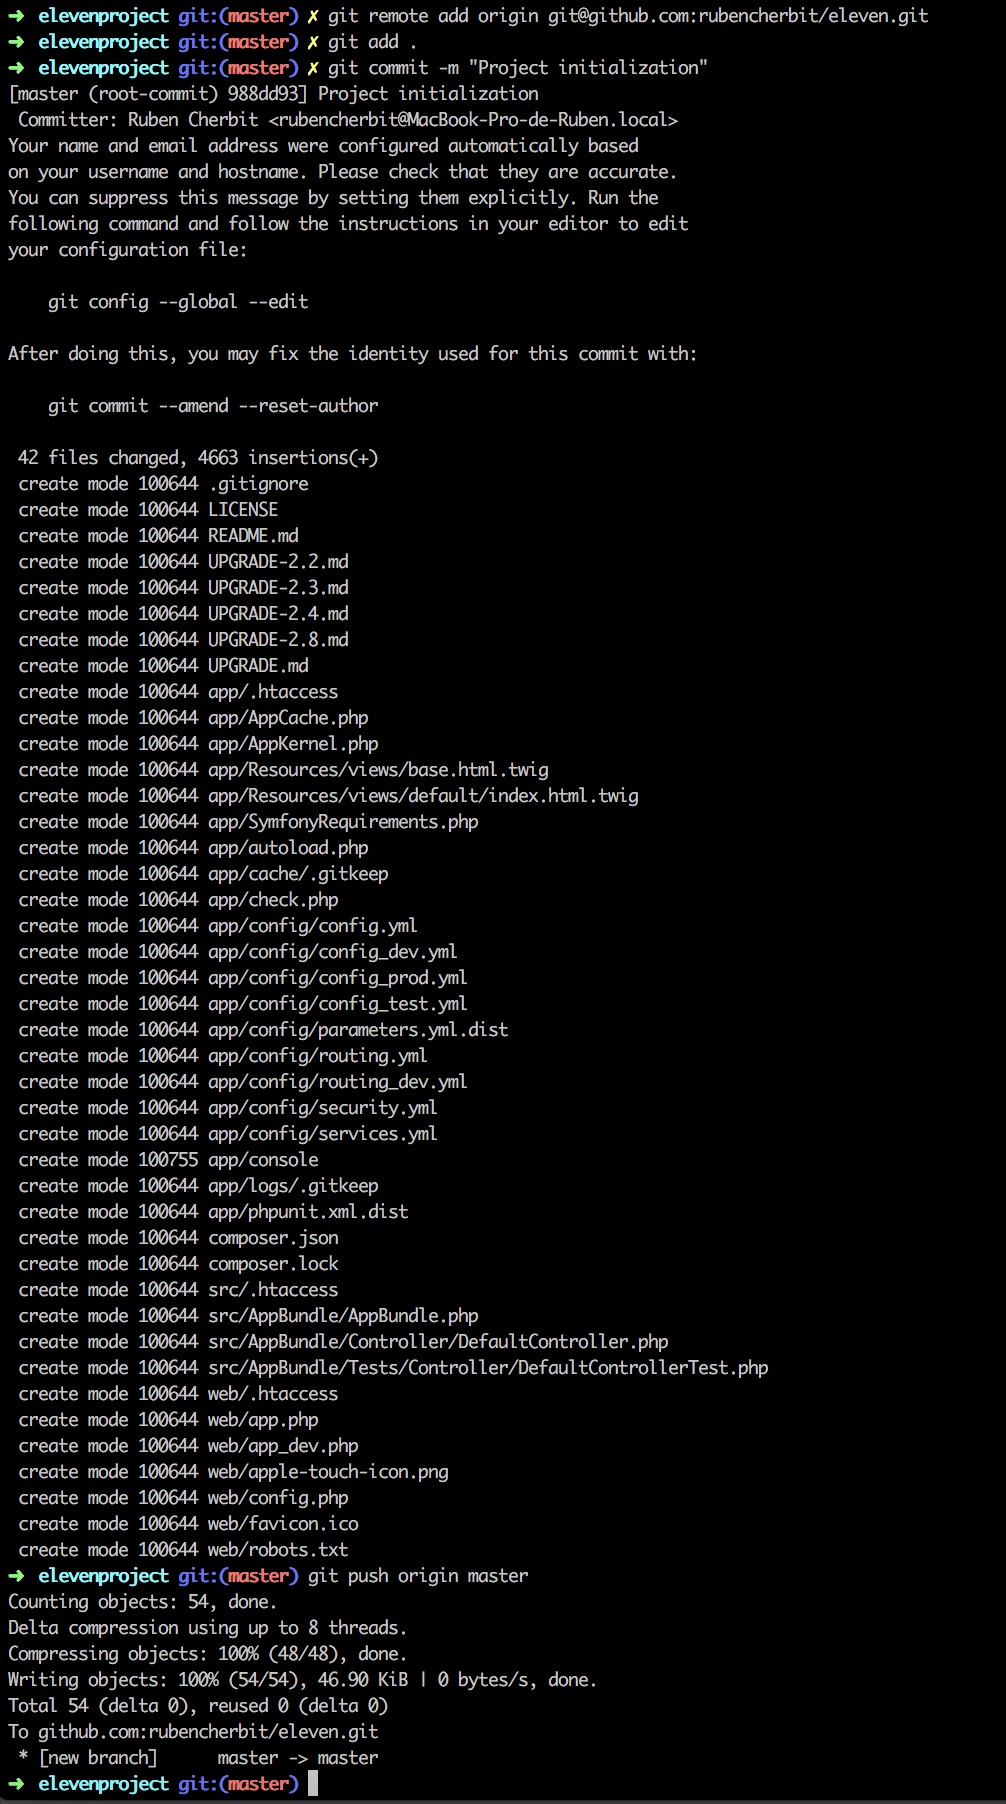 ➜ elevenproject git:(master) ✗ git remote add origin git@github.com:rubencherbit/eleven.git
➜ elevenproject git:(master) ✗ git add .
➜ elevenproject git:(master) ✗ git commit -m "Project initialization"
[master (root-commit) 988dd93] Project initialization
 Committer: Ruben Cherbit <rubencherbit@MacBook-Pro-de-Ruben.local>
Your name and email address were configured automatically based
on your username and hostname. Please check that they are accurate.
You can suppress this message by setting them explicitly. Run the
following command and follow the instructions in your editor to edit
your configuration file:
    git config --global --edit
After doing this, you may fix the identity used for this commit with:
    git commit --amend --reset-author
 42 files changed, 4663 insertions(+)
 create mode 100644 .gitignore
 create mode 100644 LICENSE
 create mode 100644 README.md
 create mode 100644 UPGRADE-2.2.md
 create mode 100644 UPGRADE-2.3.md
 create mode 100644 UPGRADE-2.4.md
 create mode 100644 UPGRADE-2.8.md
 create mode 100644 UPGRADE.md
 create mode 100644 app/.htaccess
 create mode 100644 app/AppCache.php
 create mode 100644 app/AppKernel.php
 create mode 100644 app/Resources/views/base.html.twig
 create mode 100644 app/Resources/views/default/index.html.twig
 create mode 100644 app/SymfonyRequirements.php
 create mode 100644 app/autoload.php
 create mode 100644 app/cache/.gitkeep
 create mode 100644 app/check.php
 create mode 100644 app/config/config.yml
 create mode 100644 app/config/config_dev.yml
 create mode 100644 app/config/config_prod.yml
 create mode 100644 app/config/config_test.yml
 create mode 100644 app/config/parameters.yml.dist
 create mode 100644 app/config/routing.yml
 create mode 100644 app/config/routing_dev.yml
 create mode 100644 app/config/security.yml
 create mode 100644 app/config/services.yml
 create mode 100755 app/console
 create mode 100644 app/logs/.gitkeep
 create mode 100644 app/phpunit.xml.dist
 create mode 100644 composer.json
 create mode 100644 composer.lock
 create mode 100644 src/.htaccess
 create mode 100644 src/AppBundle/AppBundle.php
 create mode 100644 src/AppBundle/Controller/DefaultController.php
 create mode 100644 src/AppBundle/Tests/Controller/DefaultControllerTest.php
 create mode 100644 web/.htaccess
 create mode 100644 web/app.php
 create mode 100644 web/app_dev.php
 create mode 100644 web/apple-touch-icon.png
 create mode 100644 web/config.php
 create mode 100644 web/favicon.ico
 create mode 100644 web/robots.txt
➜ elevenproject git:(master) git push origin master
Counting objects: 54, done.
Delta compression using up to 8 threads.
Compressing objects: 100% (48/48), done.
Writing objects: 100% (54/54), 46.90 KiB | 0 bytes/s, done.
Total 54 (delta 0), reused 0 (delta 0)
To github.com:rubencherbit/eleven.git
 * [new branch]      master -> master
➜ elevenproject git:(master)